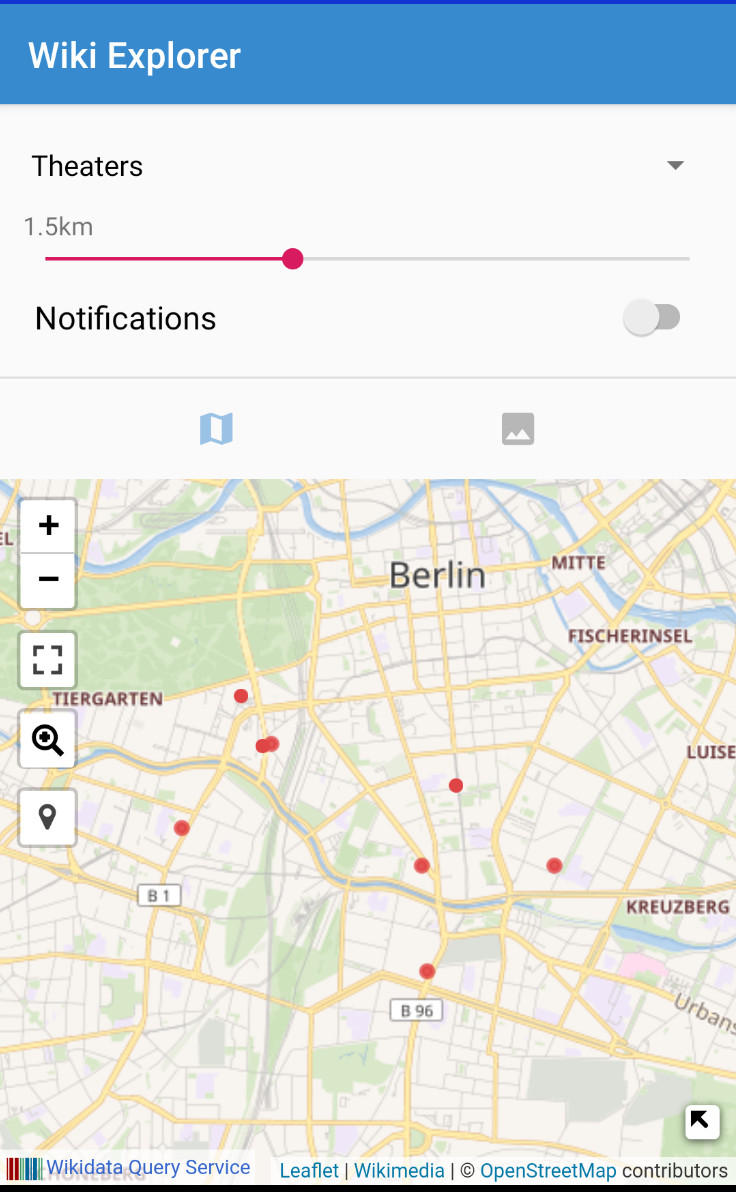 Wiki Explorer
Theaters
1.5km
Notifications
+
Berlin
MITTE
−
FISCHERINSEL
TIERGARTEN
LUISE
B 1
KREUZBERG
B 96
Urbans
Wikidata Query Service
Leaflet | Wikimedia | © OpenStreetMap contributors